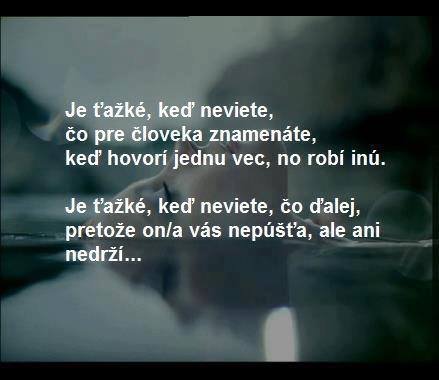 Je ťažké, keď neviete,
čo pre človeka znamenáte,
keď hovorí jednu vec, no robí inú.
Je ťažké, keď neviete, čo ďalej,
pretože on/a vás nepúšťa, ale ani
nedrží...